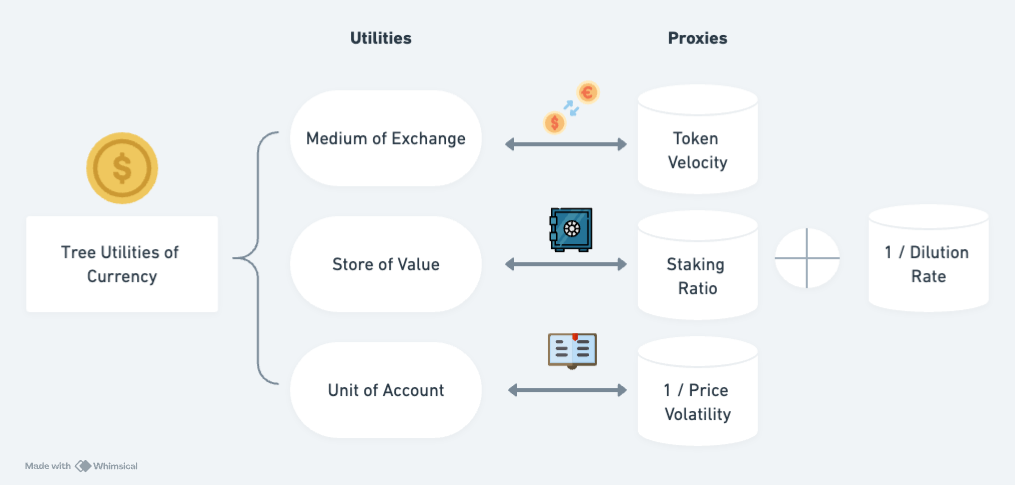 Utilities
Proxies
$
€
$
Medium of Exchange
Token
Velocity
Tree Utilities of
Currency
Store of Value
Staking
Ratio
1 / Dilution
Rate
Unit of Account
1 / Price
Volatility
Made with Whimsical